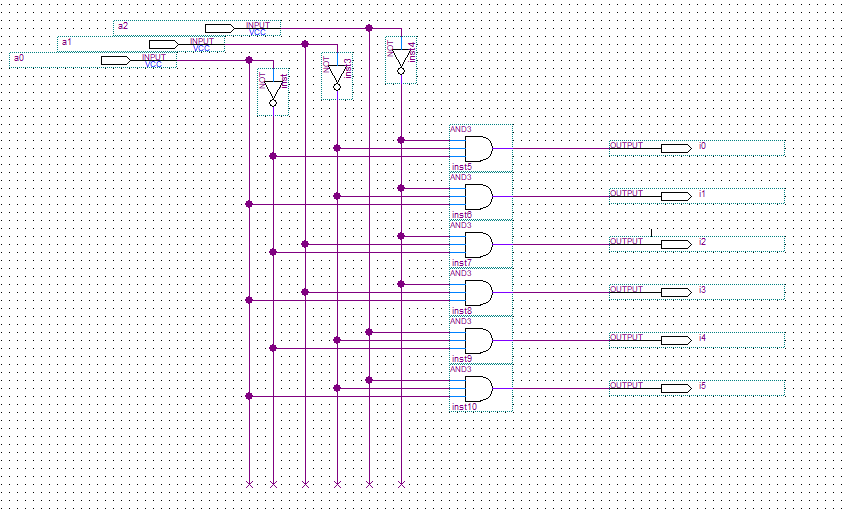 a2 INPUT VCC
a1 INPUT VCC
a0 INPUT VCC
NOT inst
NOT inst3
NOT inst4
AND3
inst5
OUTPUT i0
AND3
inst6
OUTPUT i1
AND3
inst7
OUTPUT i2
AND3
inst8
OUTPUT i3
AND3
inst9
OUTPUT i4
AND3
inst10
OUTPUT i5